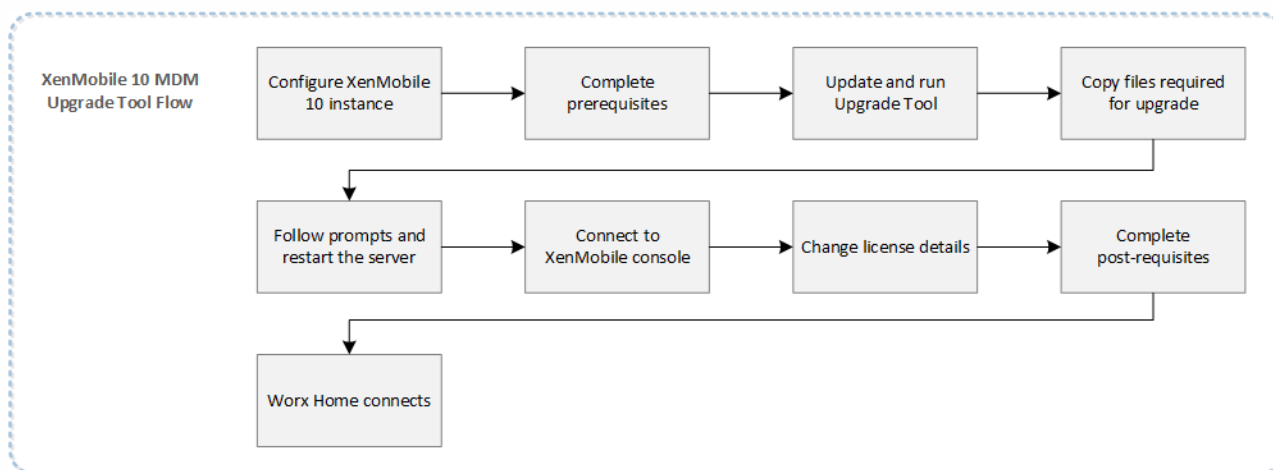 XenMobile 10 MDM
Upgrade Tool Flow
Configure XenMobile
10 instance
Complete
prerequisites
Update and run
Upgrade Tool
Copy files required
for upgrade
Follow prompts and
restart the server
Connect to
XenMobile console
Change license details
Complete
post-requisites
Worx Home connects